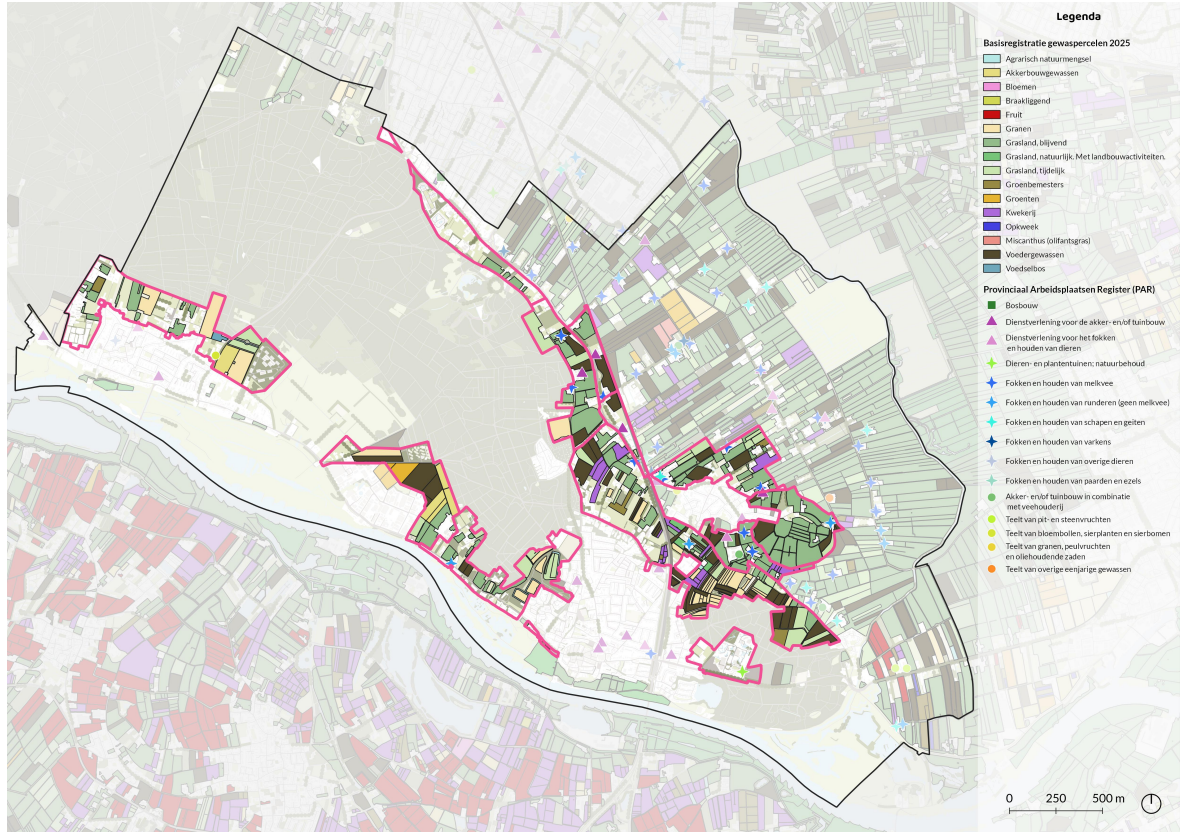 Legenda
Basisregistratie gewaspercelen 2025
Agrarisch natuurmengsel
Akkerbouwgewassen
Bloemen
Braakliggend
Fruit
Granen
Grasland, blijvend
Grasland, natuurlijk. Met landbouwactiviteiten.
Grasland, tijdelijk
Groenbemesters
Groenten
Kwekerij
Opkweek
Miscanthus (olifantsgras)
Voedergewassen
Voedselbos
Provinciaal Arbeidsplaatsen Register (PAR)
Bosbouw
Dienstverlening voor de akker- en/of tuinbouw
Dienstverlening voor het fokken
en houden van dieren
Dieren- en plantentuinen; natuurbehoud
Fokken en houden van melkvee
Fokken en houden van runderen (geen melkvee)
Fokken en houden van schapen en geiten
Fokken en houden van varkens
Fokken en houden van overige dieren
Fokken en houden van paarden en ezels
Akker- en/of tuinbouw in combinatie
met veehouderij
Teelt van pit- en steenvruchten
Teelt van bloembollen, sierplanten en sierbomen
Teelt van granen, peulvruchten
en oliehoudende zaden
Teelt van overige eenjarige gewassen
0 250 500 m